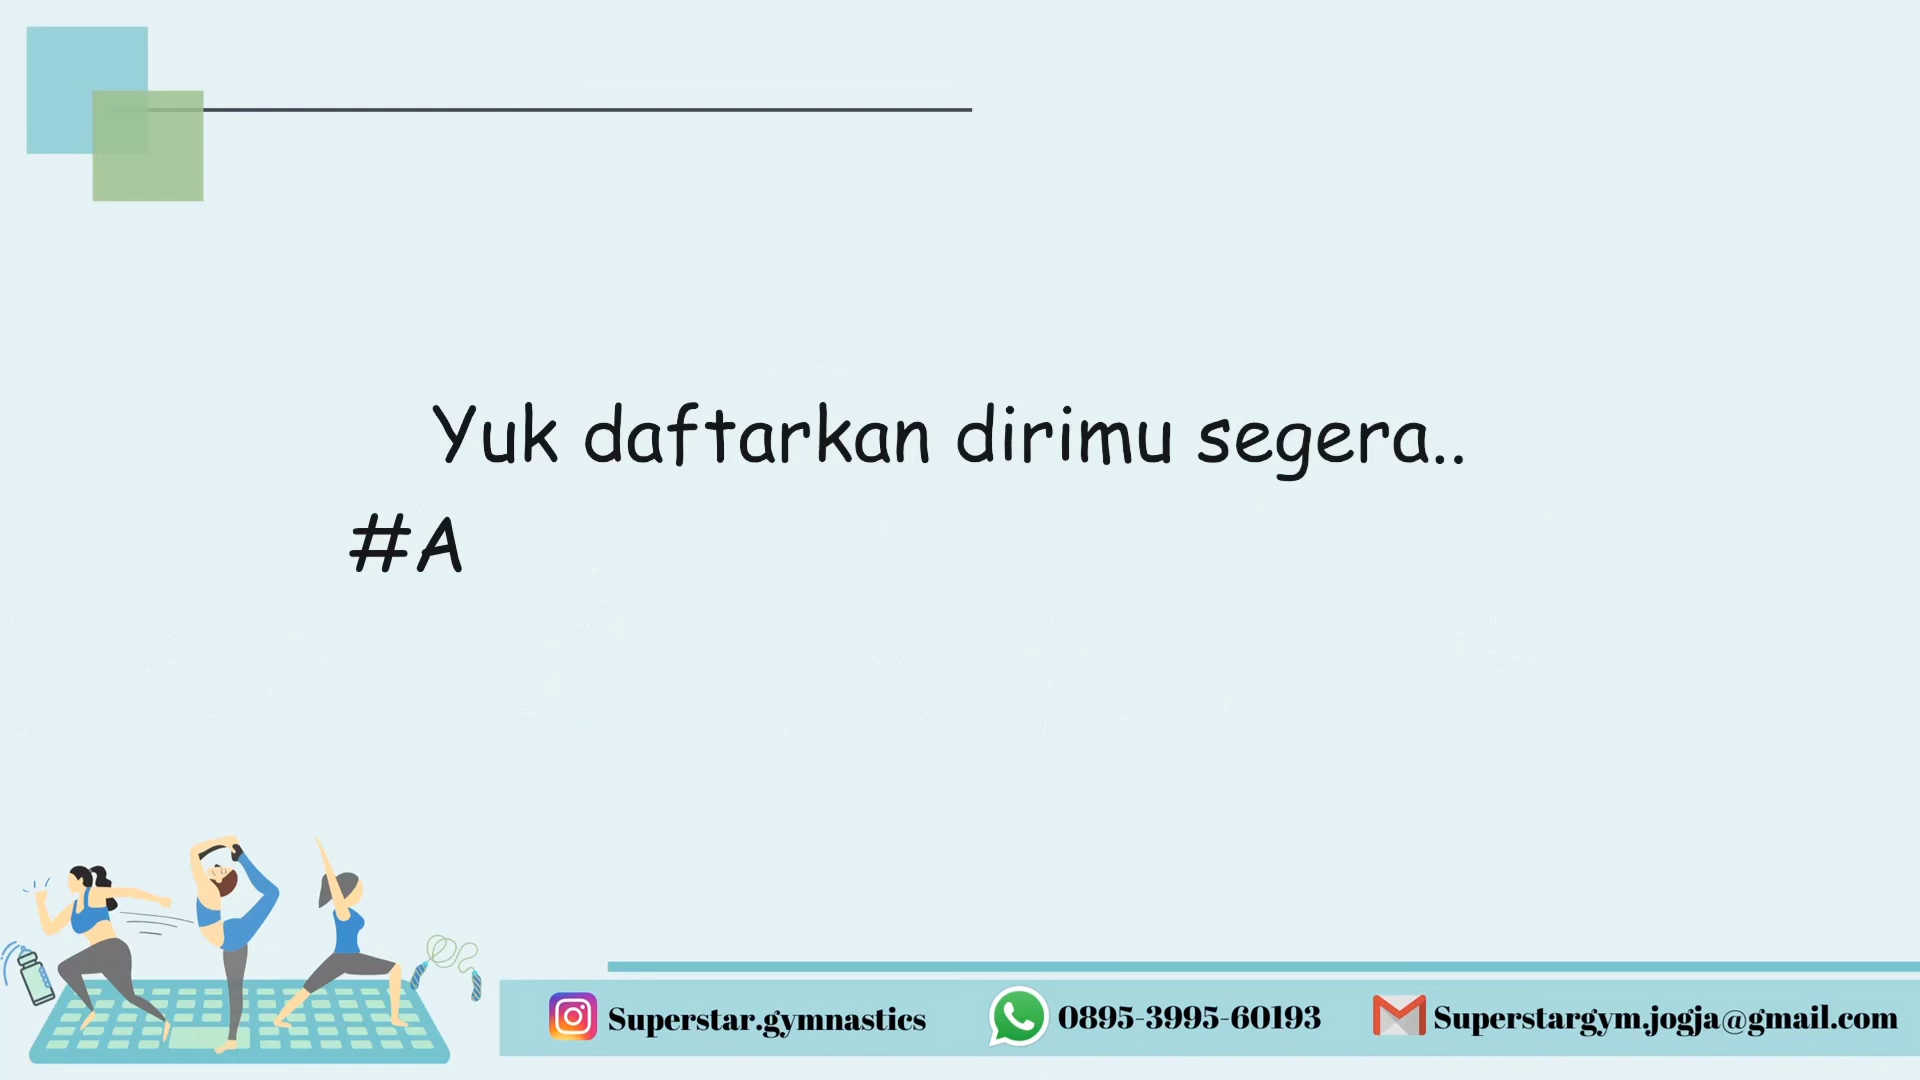 Yuk daftarkan dirimu segera..
#A
Superstar.gymnastics
0895-3995-60193
Superstargym.jogja@gmail.com